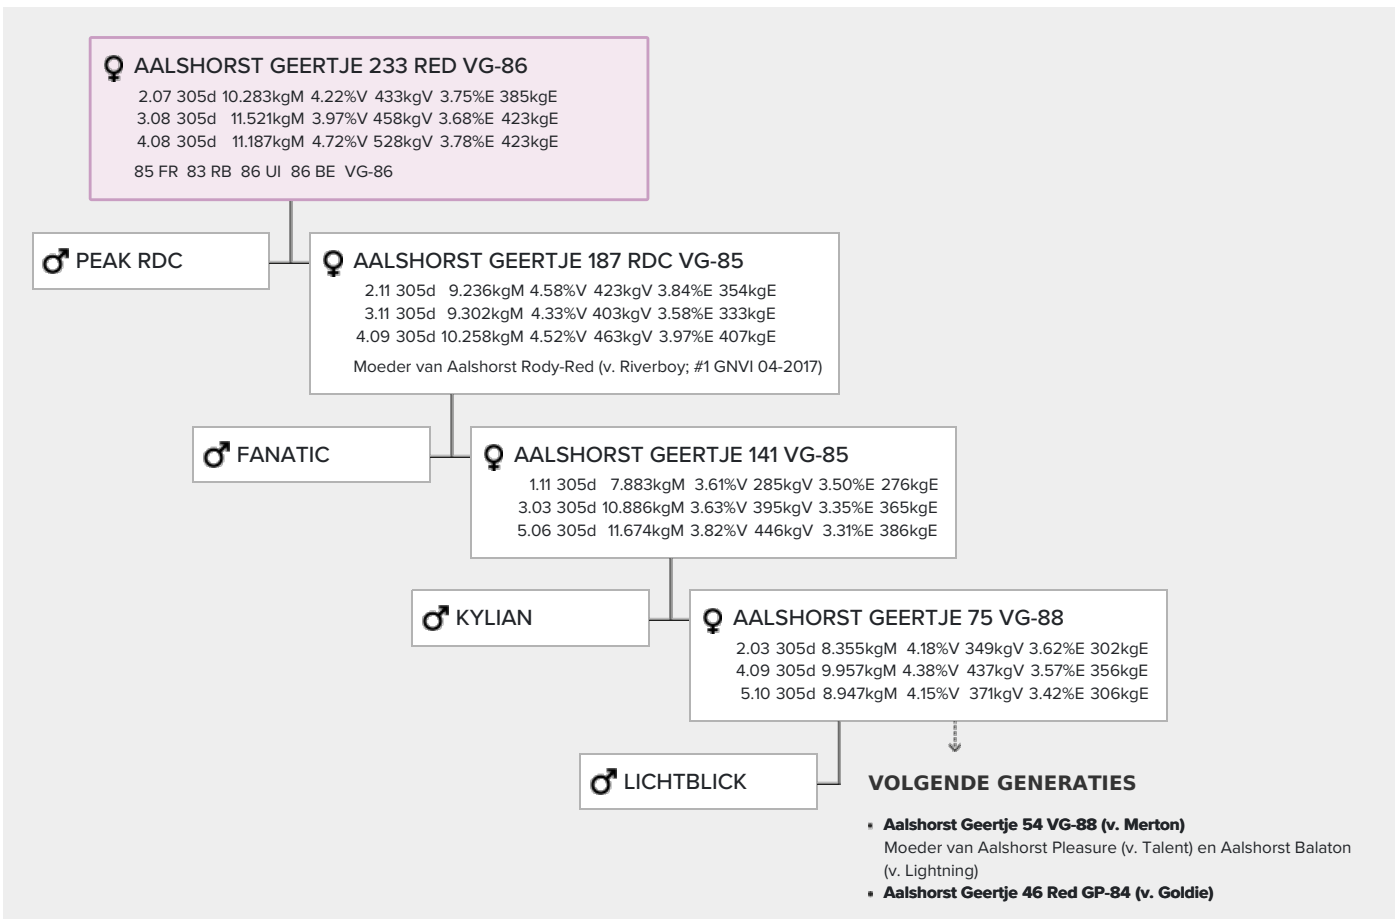 AALSHORST GEERTJE 233 RED VG-86
2.07 305d 10.283kgM 4.22%V 433kgV 3.75%E 385kgE
3.08 305d 11.521kgM 3.97%V 458kgV 3.68%E 423kgE
4.08 305d 11.187kgM 4.72%V 528kgV 3.78%E 423kgE
85 FR 83 RB 86 UI 86 BE VG-86
PEAK RDC
AALSHORST GEERTJE 187 RDC VG-85
2.11 305d 9.236kgM 4.58%V 423kgV 3.84%E 354kgE
3.11 305d 9.302kgM 4.33%V 403kgV 3.58%E 333kgE
4.09 305d 10.258kgM 4.52%V 463kgV 3.97%E 407kgE
Moeder van Aalshorst Rody-Red (v. Riverboy; #1 GNVI 04-2017)
FANATIC
AALSHORST GEERTJE 141 VG-85
1.11 305d 7.883kgM 3.61%V 285kgV 3.50%E 276kgE
3.03 305d 10.886kgM 3.63%V 395kgV 3.35%E 365kgE
5.06 305d 11.674kgM 3.82%V 446kgV 3.31%E 386kgE
KYLIAN
AALSHORST GEERTJE 75 VG-88
2.03 305d 8.355kgM 4.18%V 349kgV 3.62%E 302kgE
4.09 305d 9.957kgM 4.38%V 437kgV 3.57%E 356kgE
5.10 305d 8.947kgM 4.15%V 371kgV 3.42%E 306kgE
LICHTBLICK
VOLGENDE GENERATIES
• Aalshorst Geertje 54 VG-88 (v. Merton)
Moeder van Aalshorst Pleasure (v. Talent) en Aalshorst Balaton
(v. Lightning)
• Aalshorst Geertje 46 Red GP-84 (v. Goldie)